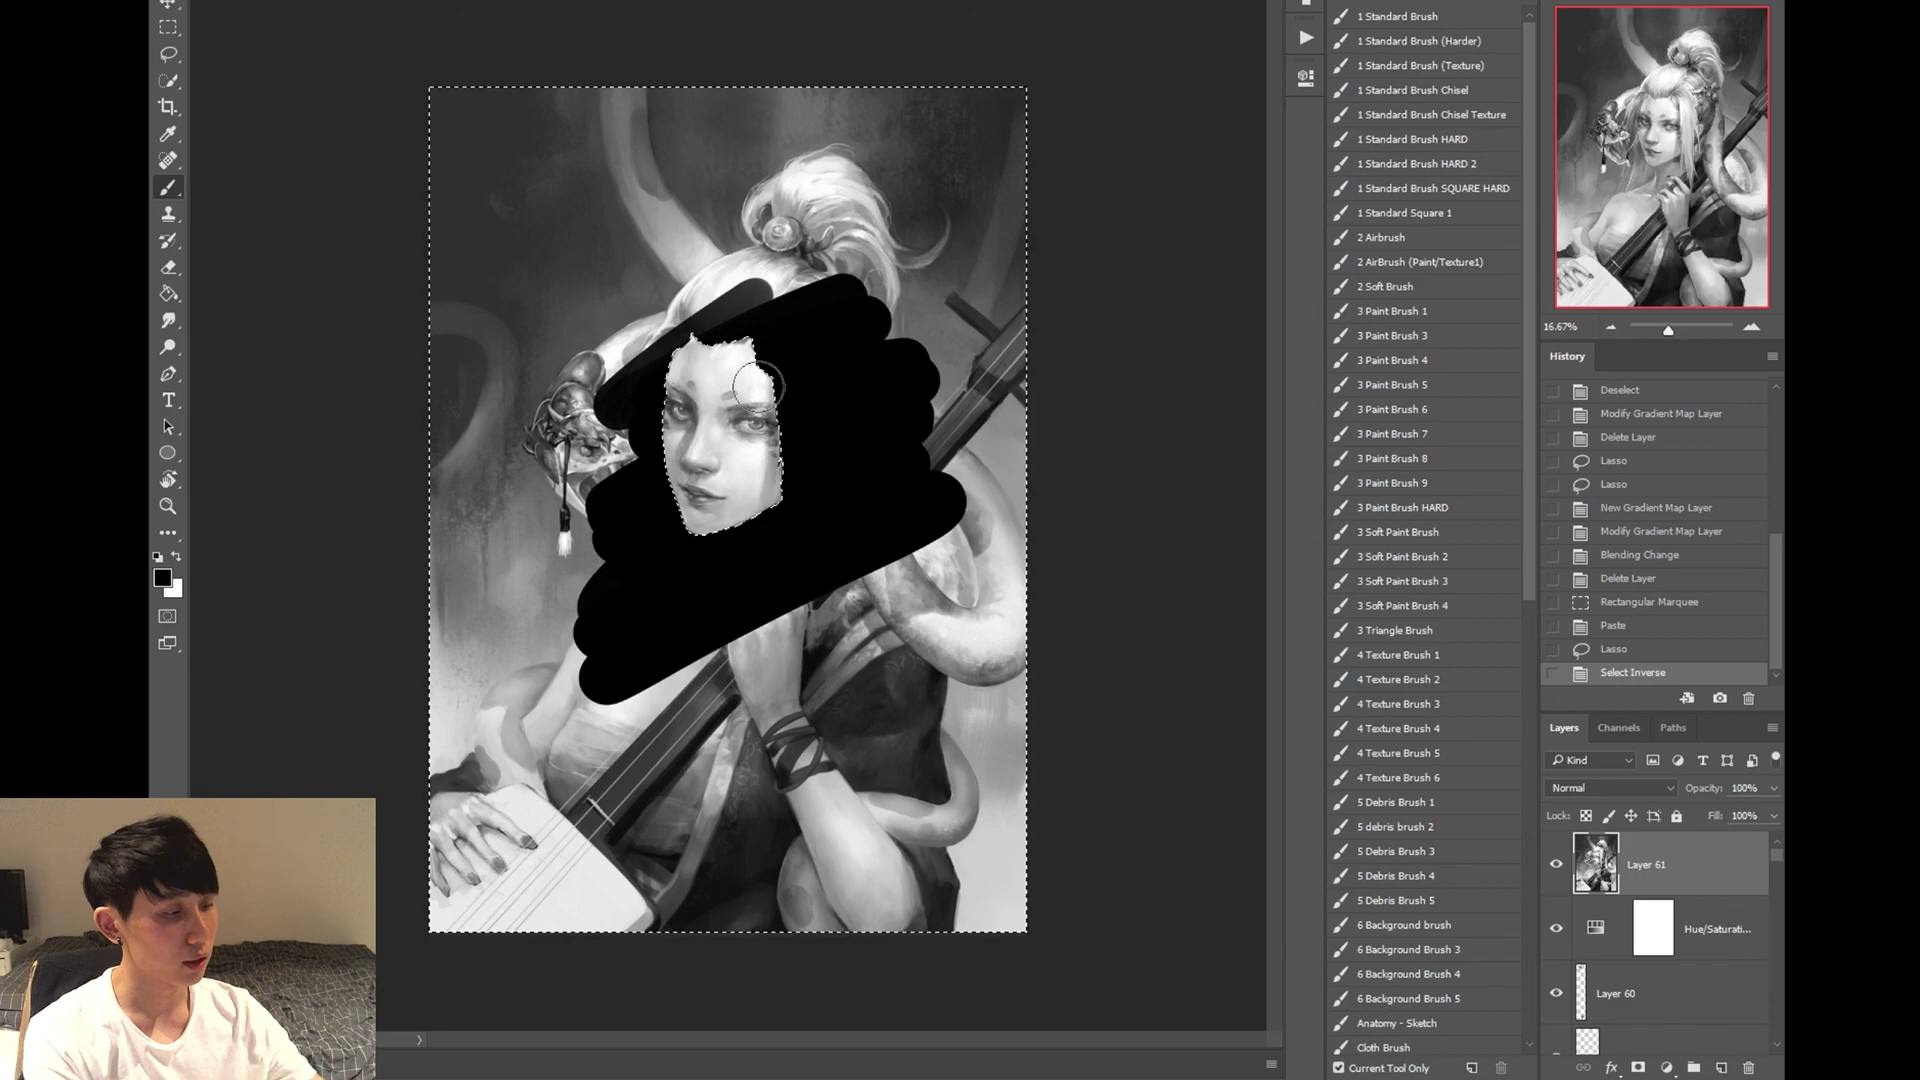 1 Standard Brush
1 Standard Brush (Harder)
1 Standard Brush (Texture)
1 Standard Brush Chisel
1 Standard Brush Chisel Texture
1 Standard Brush HARD
1 Standard Brush HARD 2
1 Standard Brush SQUARE HARD
1 Standard Square 1
2 Airbrush
2 AirBrush (Paint/Texture1)
2 Soft Brush
3 Paint Brush 1
3 Paint Brush 3
3 Paint Brush 4
3 Paint Brush 5
3 Paint Brush 6
3 Paint Brush 7
3 Paint Brush 8
3 Paint Brush 9
3 Paint Brush HARD
3 Soft Paint Brush
3 Soft Paint Brush 2
3 Soft Paint Brush 3
3 Soft Paint Brush 4
3 Triangle Brush
4 Texture Brush 1
4 Texture Brush 2
4 Texture Brush 3
4 Texture Brush 4
4 Texture Brush 5
4 Texture Brush 6
5 Debris Brush 1
5 debris brush 2
5 Debris Brush 3
5 Debris Brush 4
5 Debris Brush 5
6 Background brush
6 Background Brush 3
6 Background Brush 4
6 Background Brush 5
Anatomy - Sketch
Cloth Brush
Current Tool Only
16.67%
History
Deselect
Modify Gradient Map Layer
Delete Layer
Lasso
Lasso
New Gradient Map Layer
Modify Gradient Map Layer
Blending Change
Delete Layer
Rectangular Marquee
Paste
Lasso
Select Inverse
Layers Channels Paths
Kind
Normal Opacity: 100%
Lock: Fill: 100%
Layer 61
Hue/Saturati...
Layer 60